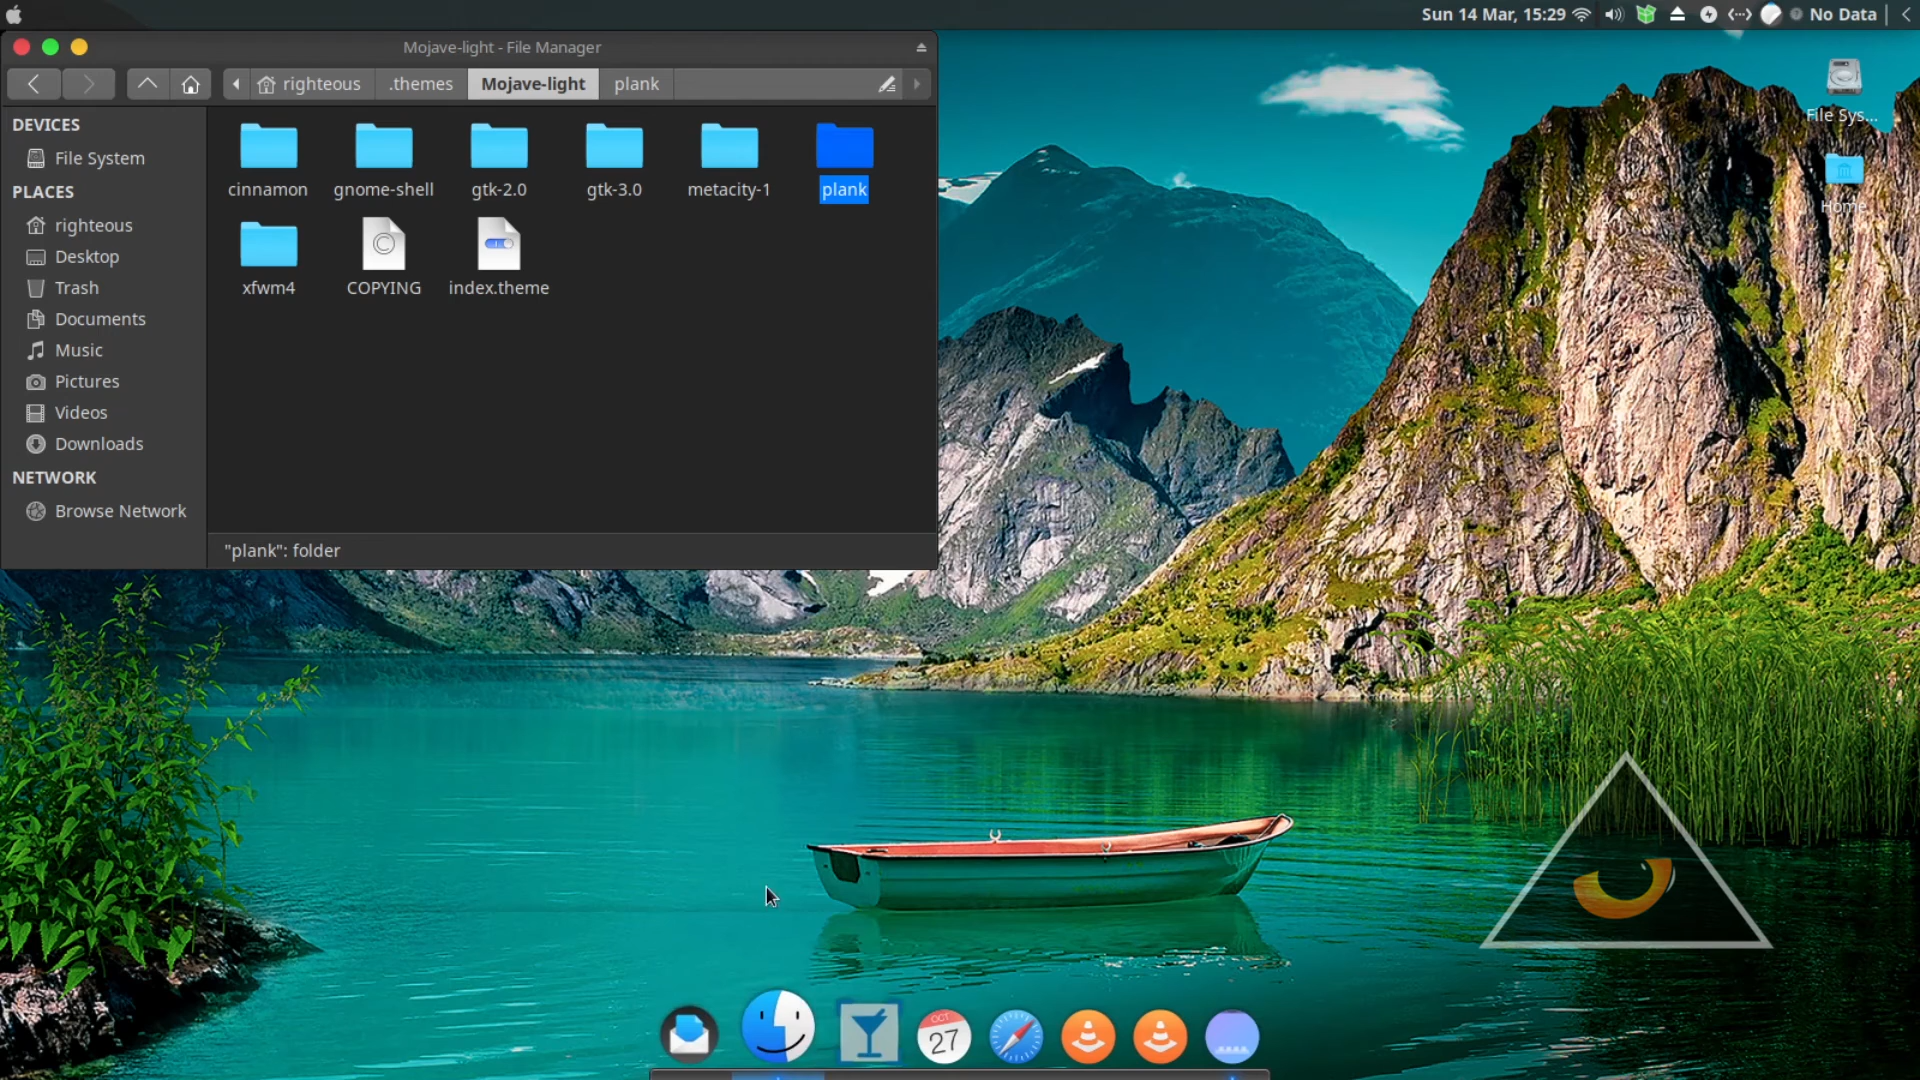 Sun 14 Mar, 15:29
No Data
Mojave-light - File Manager
righteous
.themes
Mojave-light
plank
DEVICES
File System
PLACES
righteous
Desktop
Trash
Documents
Music
Pictures
Videos
Downloads
NETWORK
Browse Network
cinnamon
gnome-shell
gtk-2.0
gtk-3.0
metacity-1
plank
xfwm4
COPYING
index.theme
"plank": folder
File Sys...
Home
OCT
27